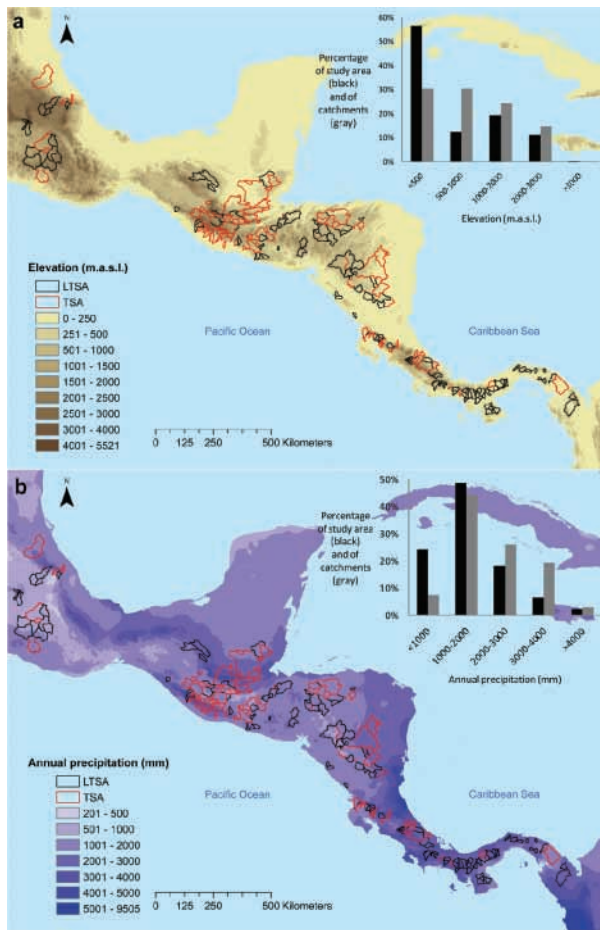 a
N
Percentage
of study area
(black)
and of
catchments
(gray)
60%
50%
40%
30%
20%
10%
0%
<500
500-1000
1000-2000
2000-3000
>3000
Elevation (m.a.s.l.)
Elevation (m.a.s.l.)
LTSA
TSA
0 - 250
251 - 500
501 - 1000
1001 - 1500
1501 - 2000
2001 - 2500
2501 - 3000
3001 - 4000
4001 - 5521
Pacific Ocean
Caribbean Sea
0 125 250 500 Kilometers
b
N
Percentage
of study area
(black)
and of
catchments
(gray)
50%
40%
30%
20%
10%
0%
<1000
1000-2000
2000-3000
3000-4000
>4000
Annual precipitation (mm)
Annual precipitation (mm)
LTSA
TSA
201 - 500
501 - 1000
1001 - 2000
2001 - 3000
3001 - 4000
4001 - 5000
5001 - 9505
Pacific Ocean
Caribbean Sea
0 125 250 500 Kilometers